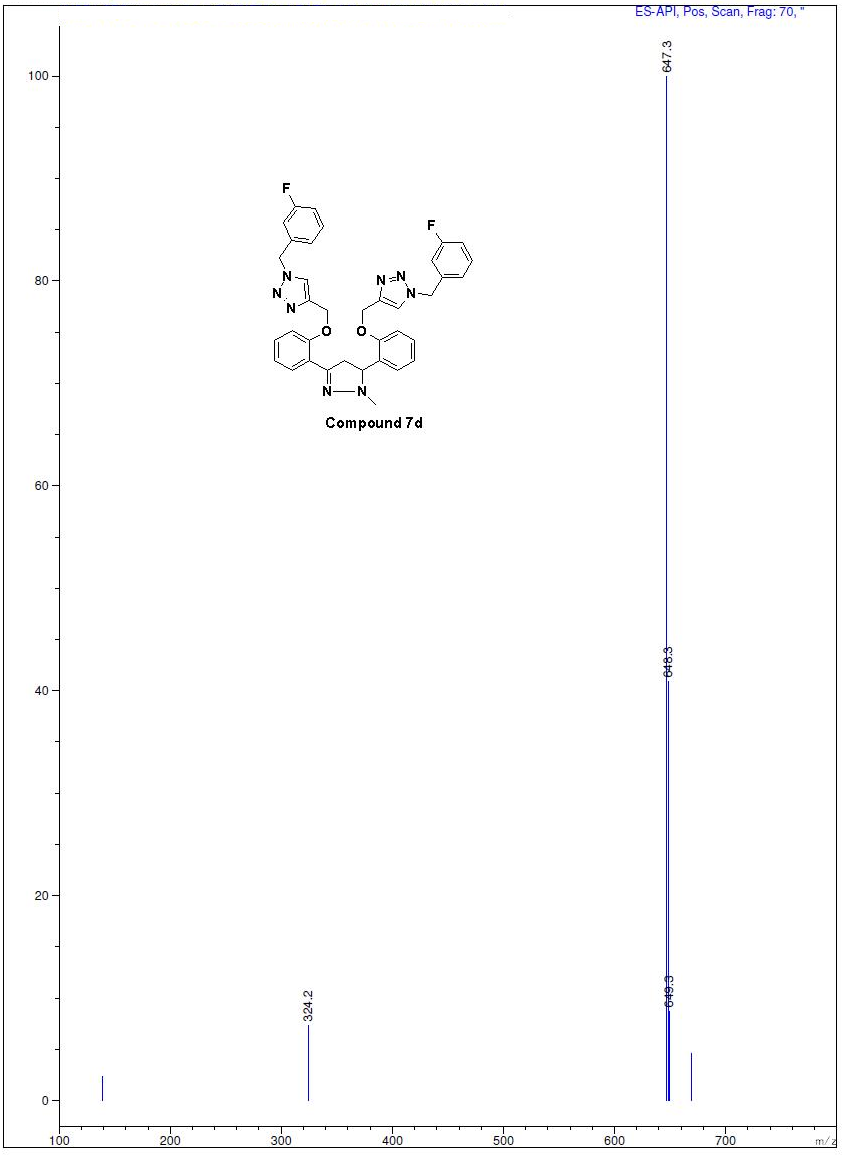 ES-API, Pos, Scan, Frag: 70, "
647.3
100
F
F
80
N
N
N
N
N
N
O
O
N
N
Compound 7d
60
648.3
40
20
649.3
324.2
0
100
200
300
400
500
600
700
m/z